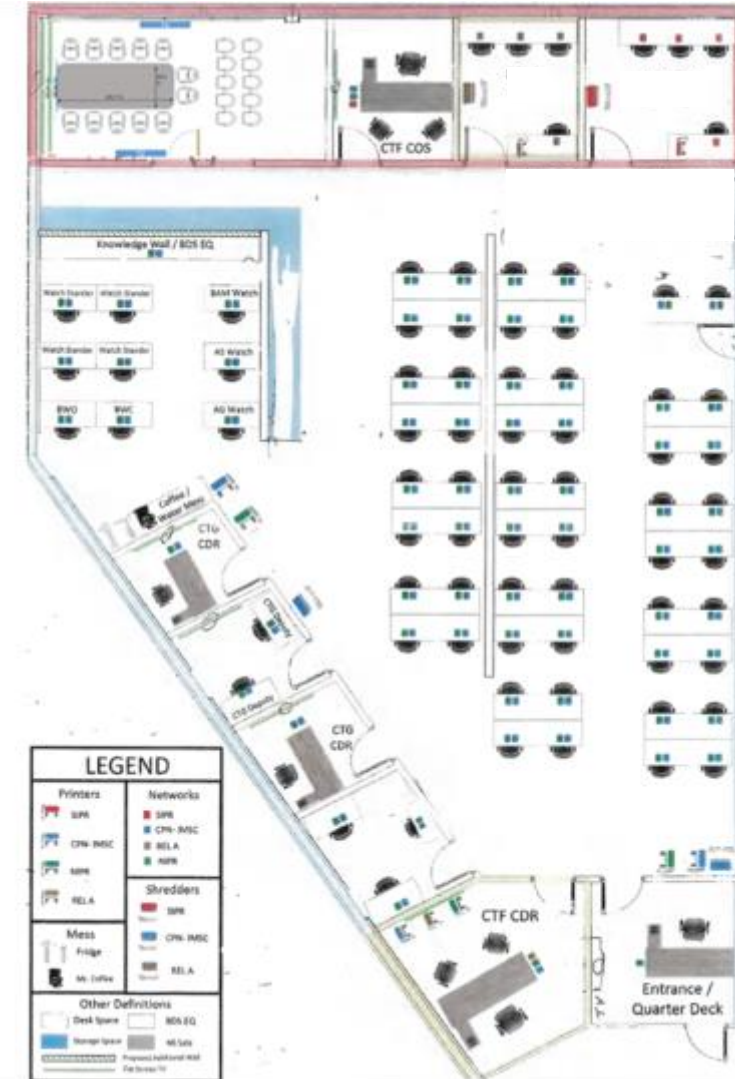 CTF COS
Knowledge Wall / BDS EQ
Watch Stander Watch Stander BAM Watch
Watch Stander Watch Stander AS Watch
BWO BWC AG Watch
Coffee /
Water Mess
CTG
CDR
CTG Deputy
CTG Deputy
CTG
CDR
CTF CDR
TV
Entrance /
Quarter Deck
LEGEND
Printers
SIPR
CPN- IMSC
NIPR
REL A
Networks
SIPR
CPN- IMSC
REL A
NIPR
Shredders
SIPR
CPN- IMSC
REL A
Mess
Fridge
Mr. Coffee
Other Definitions
Desk Space
BDS EQ
Storage Space
Proposed Additional Wall
Flat Screen TV